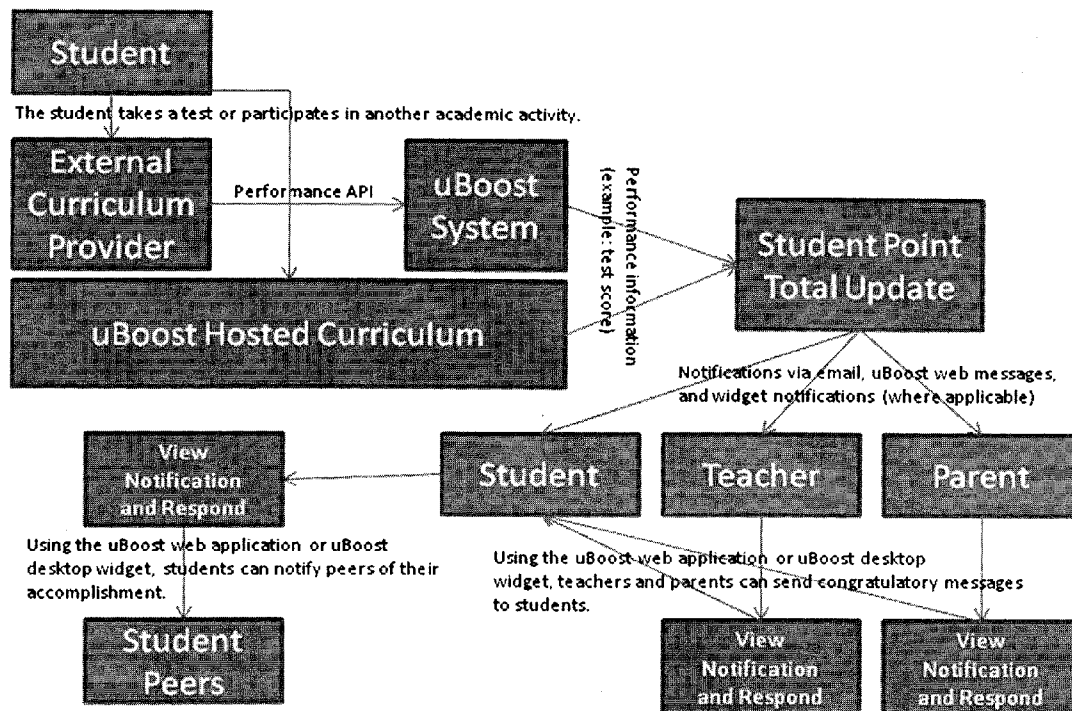 Student
The student takes a test or participates in another academic activity.
External
Curriculum
Provider
Performance API
uBoost
System
Performance information
(example: test score)
Student Point
Total Update
uBoost Hosted Curriculum
Notifications via email, uBoost web messages,
and widget notifications (where applicable)
View
Notification
and Respond
Student
Teacher
Parent
Using the uBoost web application or uBoost
desktop widget, students can notify peers of their
accomplishment.
Using the uBoost web application or uBoost desktop
widget, teachers and parents can send congratulatory messages
to students.
Student
Peers
View
Notification
and Respond
View
Notification
and Respond